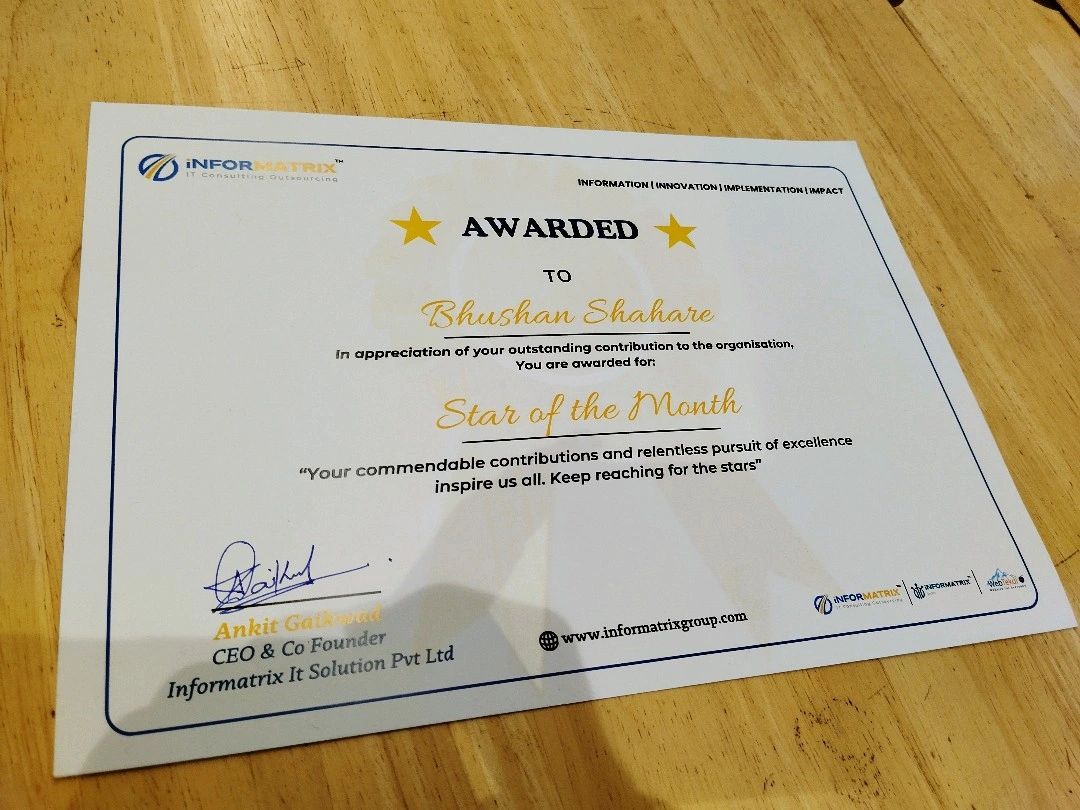 iNFORMATRIX™
IT Consulting Outsourcing
INFORMATION | INNOVATION | IMPLEMENTATION | IMPACT
AWARDED
TO
Bhushan Shahare
In appreciation of your outstanding contribution to the organisation,
You are awarded for:
Star of the Month
“Your commendable contributions and relentless pursuit of excellence
inspire us all. Keep reaching for the stars”
Ankit Gaikwad
CEO & Co Founder
Informatrix It Solution Pvt Ltd
www.informatrixgroup.com
iNFORMATRIX
IT Consulting Outsourcing
iNFORMATRIX